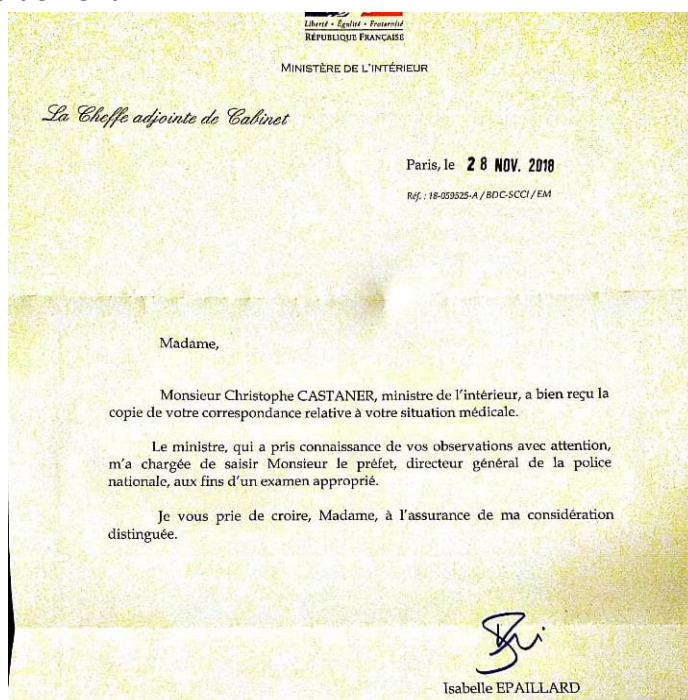 Liberté • Égalité • Fraternité
RÉPUBLIQUE FRANÇAISE
MINISTÈRE DE L'INTÉRIEUR
La Cheffe adjointe de Cabinet
Paris, le 28 NOV. 2018
Réf. : 18-059525-A / BDC-SCCI / EM
Madame,
Monsieur Christophe CASTANER, ministre de l'intérieur, a bien reçu la
copie de votre correspondance relative à votre situation médicale.
Le ministre, qui a pris connaissance de vos observations avec attention,
m'a chargée de saisir Monsieur le préfet, directeur général de la police
nationale, aux fins d'un examen approprié.
Je vous prie de croire, Madame, à l'assurance de ma considération
distinguée.
Isabelle EPAILLARD